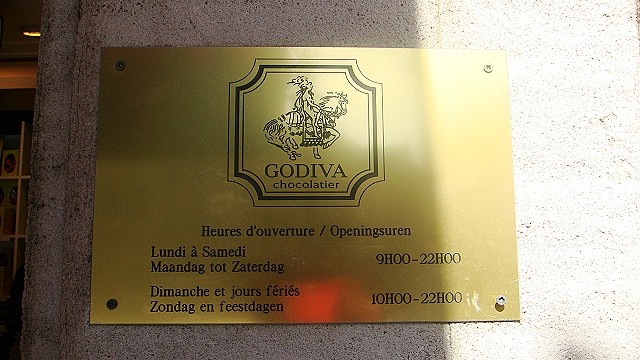 GODIVA
chocolatier
Heures d'ouverture / Openingsuren
Lundi à Samedi
Maandag tot Zaterdag
9H00-22H00
Dimanche et jours fériés
Zondag en feestdagen
10H00-22H00